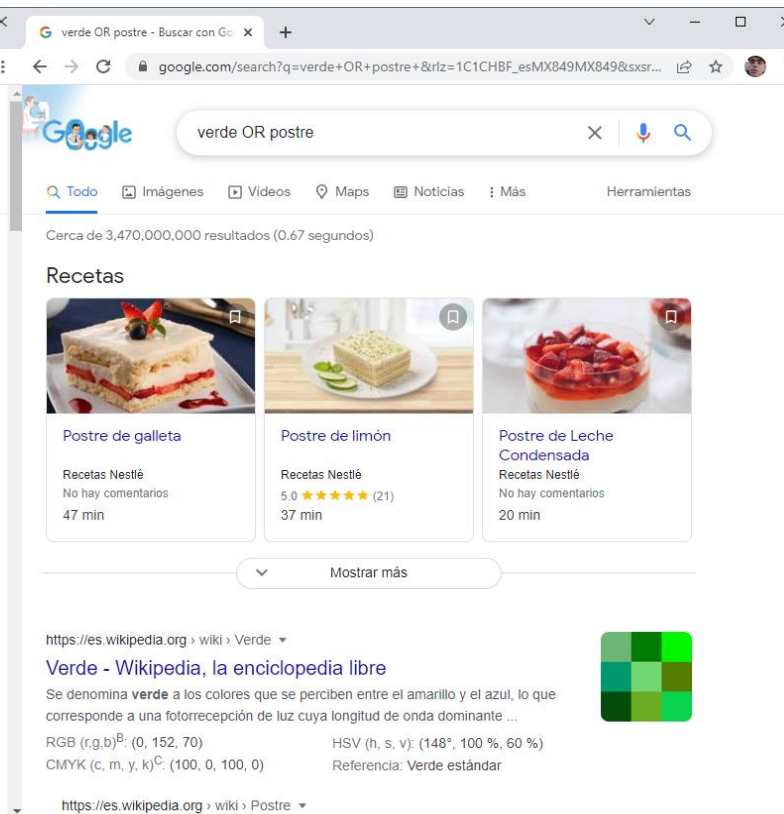 verde OR postre - Buscar con Go
google.com/search?q=verde+OR+postre+&rlz=1C1CHBF_esMX849MX849&sxsr...
Google
verde OR postre
Todo Imágenes Videos Maps Noticias Más Herramientas
Cerca de 3,470,000,000 resultados (0.67 segundos)
Recetas
Postre de galleta
Recetas Nestlé
No hay comentarios
47 min
Postre de limón
Recetas Nestlé
5.0 ★★★★★ (21)
37 min
Postre de Leche
Condensada
Recetas Nestlé
No hay comentarios
20 min
Mostrar más
https://es.wikipedia.org › wiki › Verde
Verde - Wikipedia, la enciclopedia libre
Se denomina verde a los colores que se perciben entre el amarillo y el azul, lo que
corresponde a una fotorrecepción de luz cuya longitud de onda dominante ...
RGB (r,g,b)B: (0, 152, 70) HSV (h, s, v): (148°, 100 %, 60 %)
CMYK (c, m, y, k)C: (100, 0, 100, 0) Referencia: Verde estándar
https://es.wikipedia.org › wiki › Postre